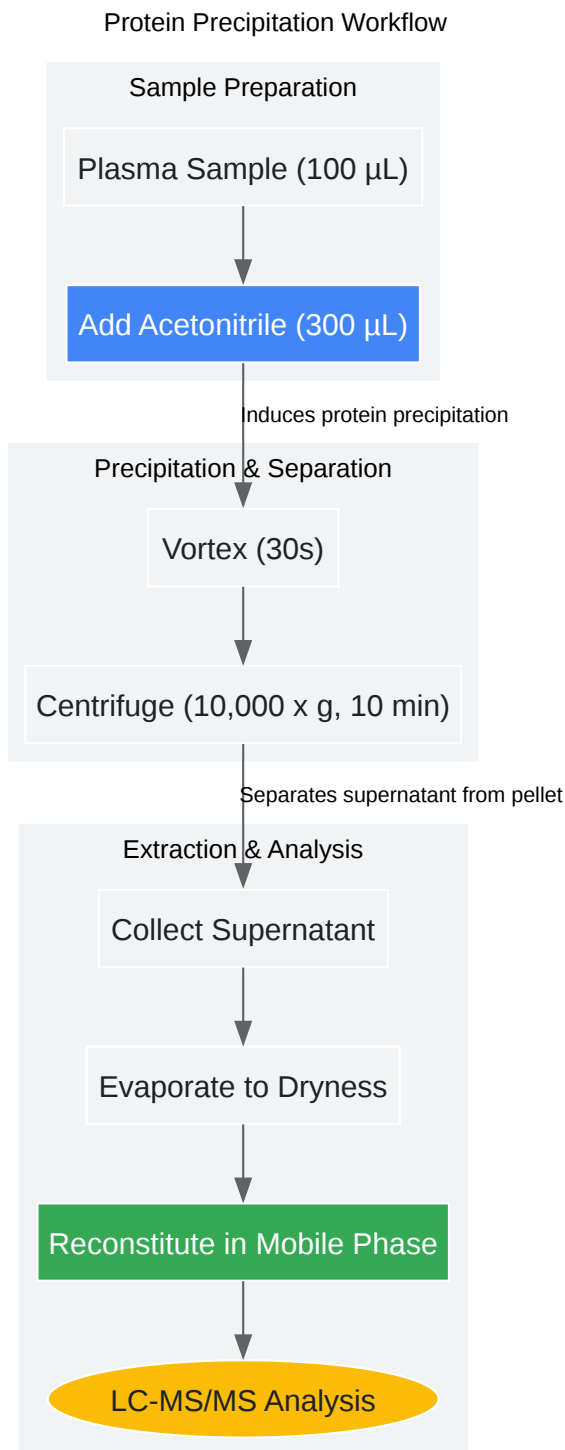 Protein Precipitation Workflow
Sample Preparation
Plasma Sample (100 µL)
Add Acetonitrile (300 µL)
Induces protein precipitation
Precipitation & Separation
Vortex (30s)
Centrifuge (10,000 x g, 10 min)
Separates supernatant from pellet
Extraction & Analysis
Collect Supernatant
Evaporate to Dryness
Reconstitute in Mobile Phase
LC-MS/MS Analysis